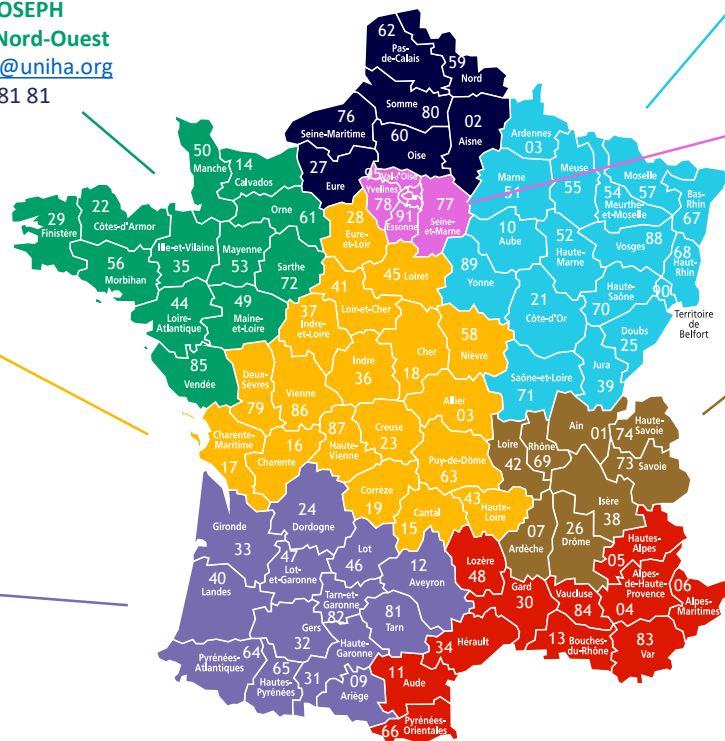 OSEPH
Nord-Ouest
@uniha.org
81 81
62
Pas-
de-Calais
59
Nord
Somme
80
02
Aisne
76
Seine-Maritime
60
Oise
27
Eure
50
Manche
14
Calvados
Orne
61
95
Val-d'Oise
Yvelines
78
91
Essonne
77
Seine-
et-Marne
Ardennes
03
Marne
51
Meuse
55
Moselle
57
54
Meurthe-
et-Moselle
Bas-
Rhin
67
10
Aube
52
Haute-
Marne
Vosges
88
68
Haut-
Rhin
89
Yonne
21
Côte-d'Or
Haute-
Saône
70
90
Territoire
de
Belfort
Doubs
25
Jura
39
Saône-et-Loire
71
29
Finistère
22
Côtes-d'Armor
56
Morbihan
Ille-et-Vilaine
35
Mayenne
53
Sarthe
72
44
Loire-
Atlantique
49
Maine-
et-Loire
85
Vendée
28
Eure-
et-Loir
45 Loiret
41
Loir-et-Cher
37
Indre-
et-Loire
Indre
36
Cher
18
58
Nièvre
Deux-
Sèvres
79
Vienne
86
Allier
03
Charente-
Maritime
17
16
Charente
87
Haute-
Vienne
Creuse
23
Puy-de-Dôme
63
Corrèze
19
Cantal
15
43
Haute-
Loire
Loire
42
Rhône
69
Ain
01
74
Haute-
Savoie
73
Savoie
Isère
38
07
Ardèche
26
Drôme
Gironde
33
24
Dordogne
40
Landes
47
Lot-
et-Garonne
Lot
46
12
Aveyron
Tarn-et-
Garonne
82
81
Tarn
Gers
32
Haute-
Garonne
31
Pyrénées-
Atlantiques
64
65
Hautes-
Pyrénées
09
Ariège
Lozère
48
Gard
30
Vaucluse
84
Hautes-
Alpes
05
Alpes-
de-Haute-
Provence
04
06
Alpes-
Maritimes
34
Hérault
13
Bouches-
du-Rhône
83
Var
11
Aude
66
Pyrénées-
Orientales